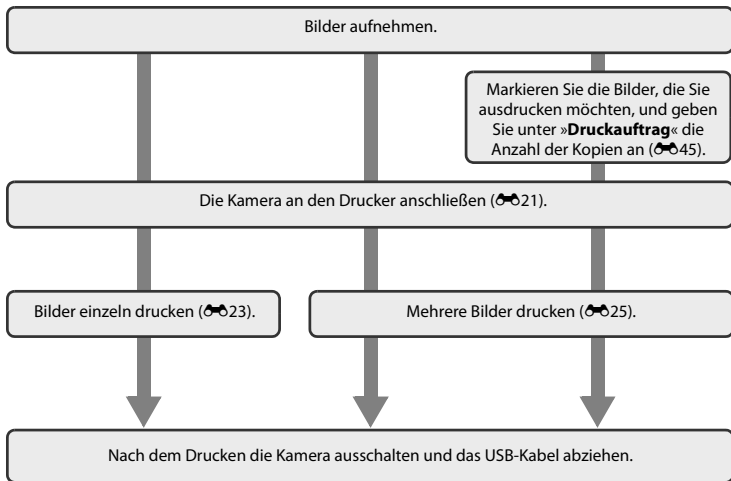 Bilder aufnehmen.
Markieren Sie die Bilder, die Sie
ausdrucken möchten, und geben
Sie unter »Druckauftrag« die
Anzahl der Kopien an (45).
Die Kamera an den Drucker anschließen (21).
Bilder einzeln drucken (23).
Mehrere Bilder drucken (25).
Nach dem Drucken die Kamera ausschalten und das USB-Kabel abziehen.